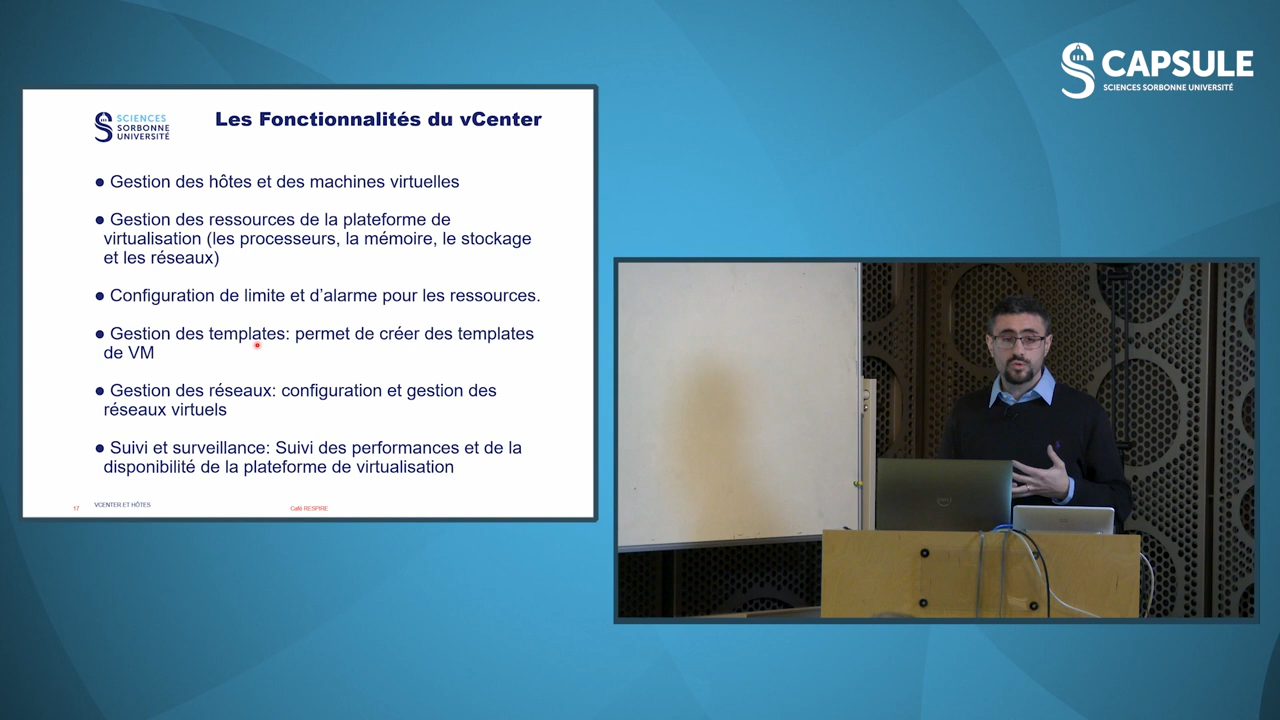 CAPSULE
SCIENCES SORBONNE UNIVERSITÉ
SCIENCES
SORBONNE
UNIVERSITÉ
Les Fonctionnalités du vCenter
● Gestion des hôtes et des machines virtuelles
● Gestion des ressources de la plateforme de
virtualisation (les processeurs, la mémoire, le stockage
et les réseaux)
● Configuration de limite et d'alarme pour les ressources.
● Gestion des templates: permet de créer des templates
de VM
● Gestion des réseaux: configuration et gestion des
réseaux virtuels
● Suivi et surveillance: Suivi des performances et de la
disponibilité de la plateforme de virtualisation
17
VCENTER ET HÔTES
Café RESPIRE
DELL